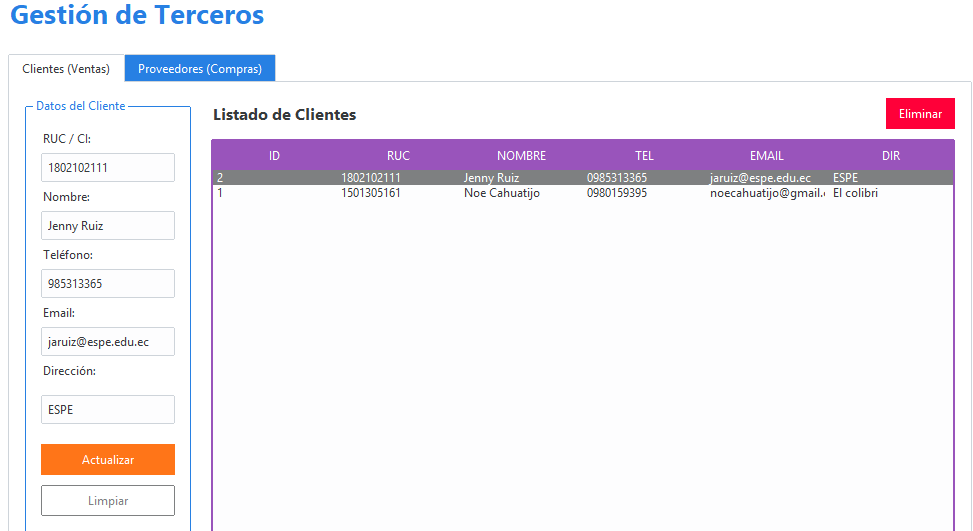 Gestión de Terceros
Clientes (Ventas) Proveedores (Compras)
Datos del Cliente
RUC / CI:
1802102111
Nombre:
Jenny Ruiz
Teléfono:
985313365
Email:
jaruiz@espe.edu.ec
Dirección:
ESPE
Actualizar
Limpiar
Listado de Clientes
Eliminar
ID RUC NOMBRE TEL EMAIL DIR
2 1802102111 Jenny Ruiz 0985313365 jaruiz@espe.edu.ec ESPE
1 1501305161 Noe Cahuatijo 0980159395 noecahuatijo@gmail.c El colibri